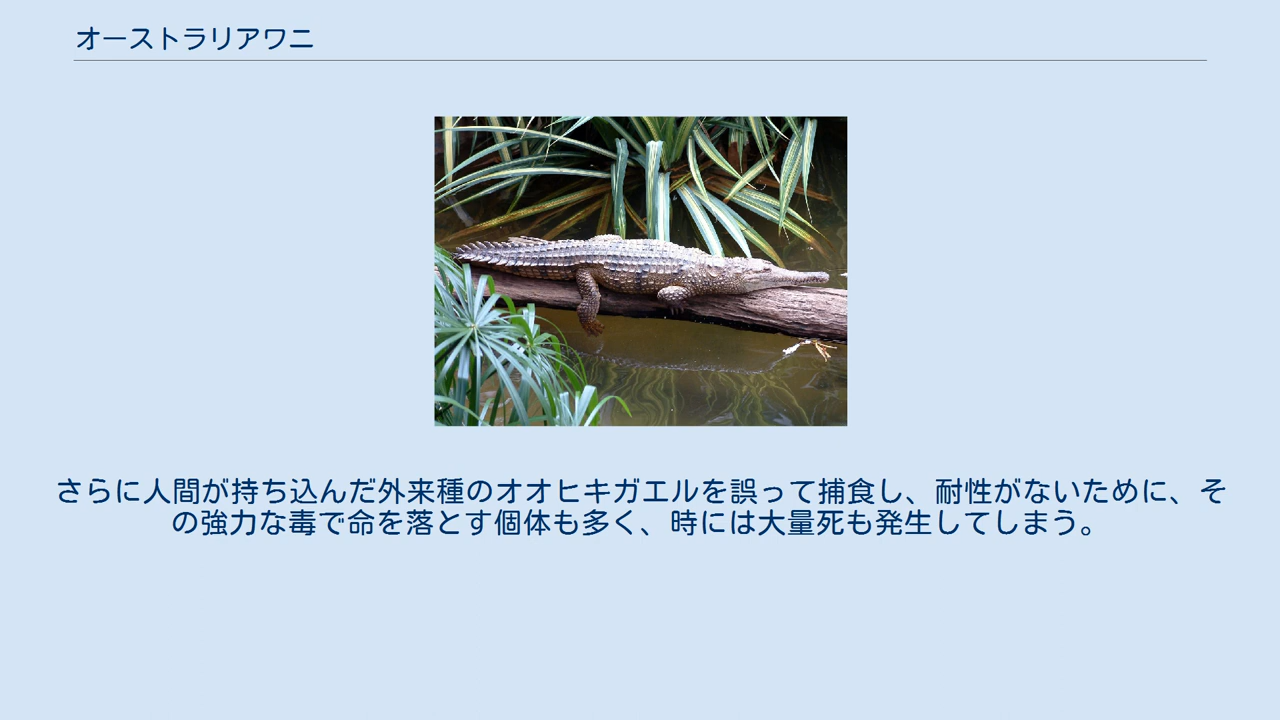 オーストラリアワニ
さらに人間が持ち込んだ外来種のオオヒキガエルを誤って捕食し、耐性がないために、そ
の強力な毒で命を落とす個体も多く、時には大量死も発生してしまう。